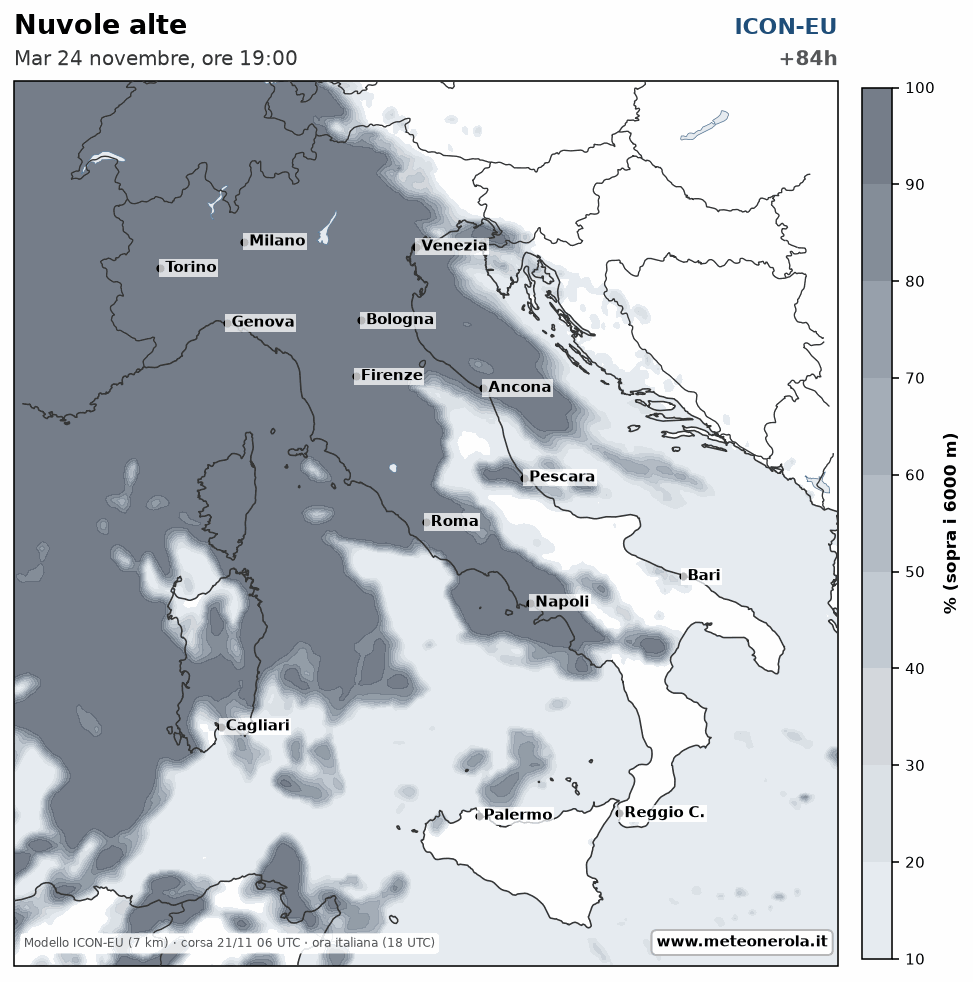 Nuvole alte
ICON-EU
Mar 24 novembre, ore 19:00
+84h
100
90
80
70
60
50
40
30
20
10
% (sopra i 6000 m)
Milano
Venezia
Torino
Genova
Bologna
Firenze
Ancona
Pescara
Roma
Bari
Napoli
Cagliari
Palermo
Reggio C.
Modello ICON-EU (7 km) · corsa 21/11 06 UTC · ora italiana (18 UTC)
www.meteonerola.it